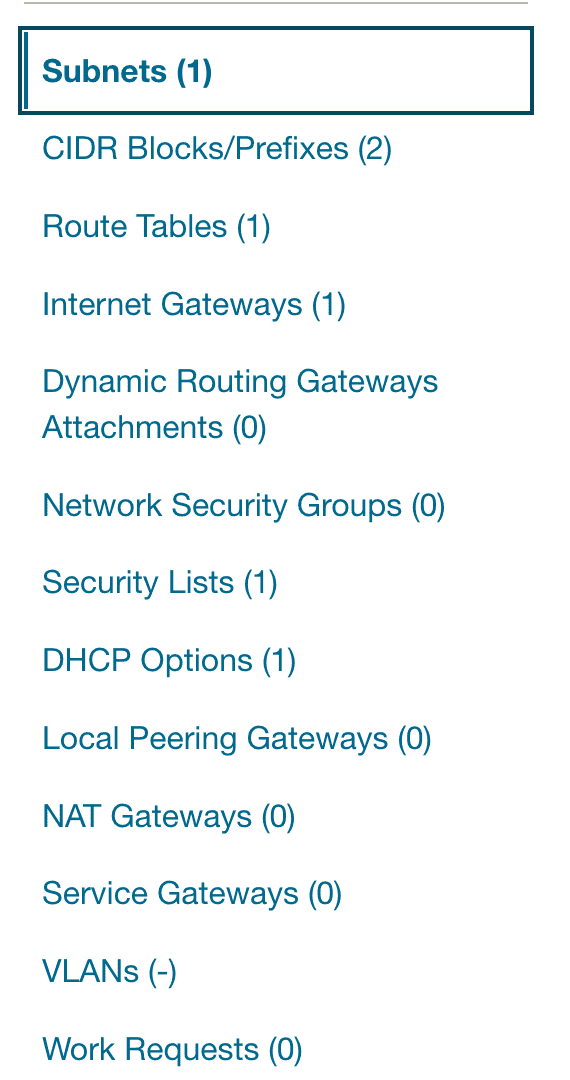 Subnets (1)
CIDR Blocks/Prefixes (2)
Route Tables (1)
Internet Gateways (1)
Dynamic Routing Gateways
Attachments (0)
Network Security Groups (0)
Security Lists (1)
DHCP Options (1)
Local Peering Gateways (0)
NAT Gateways (0)
Service Gateways (0)
VLANs (-)
Work Requests (0)